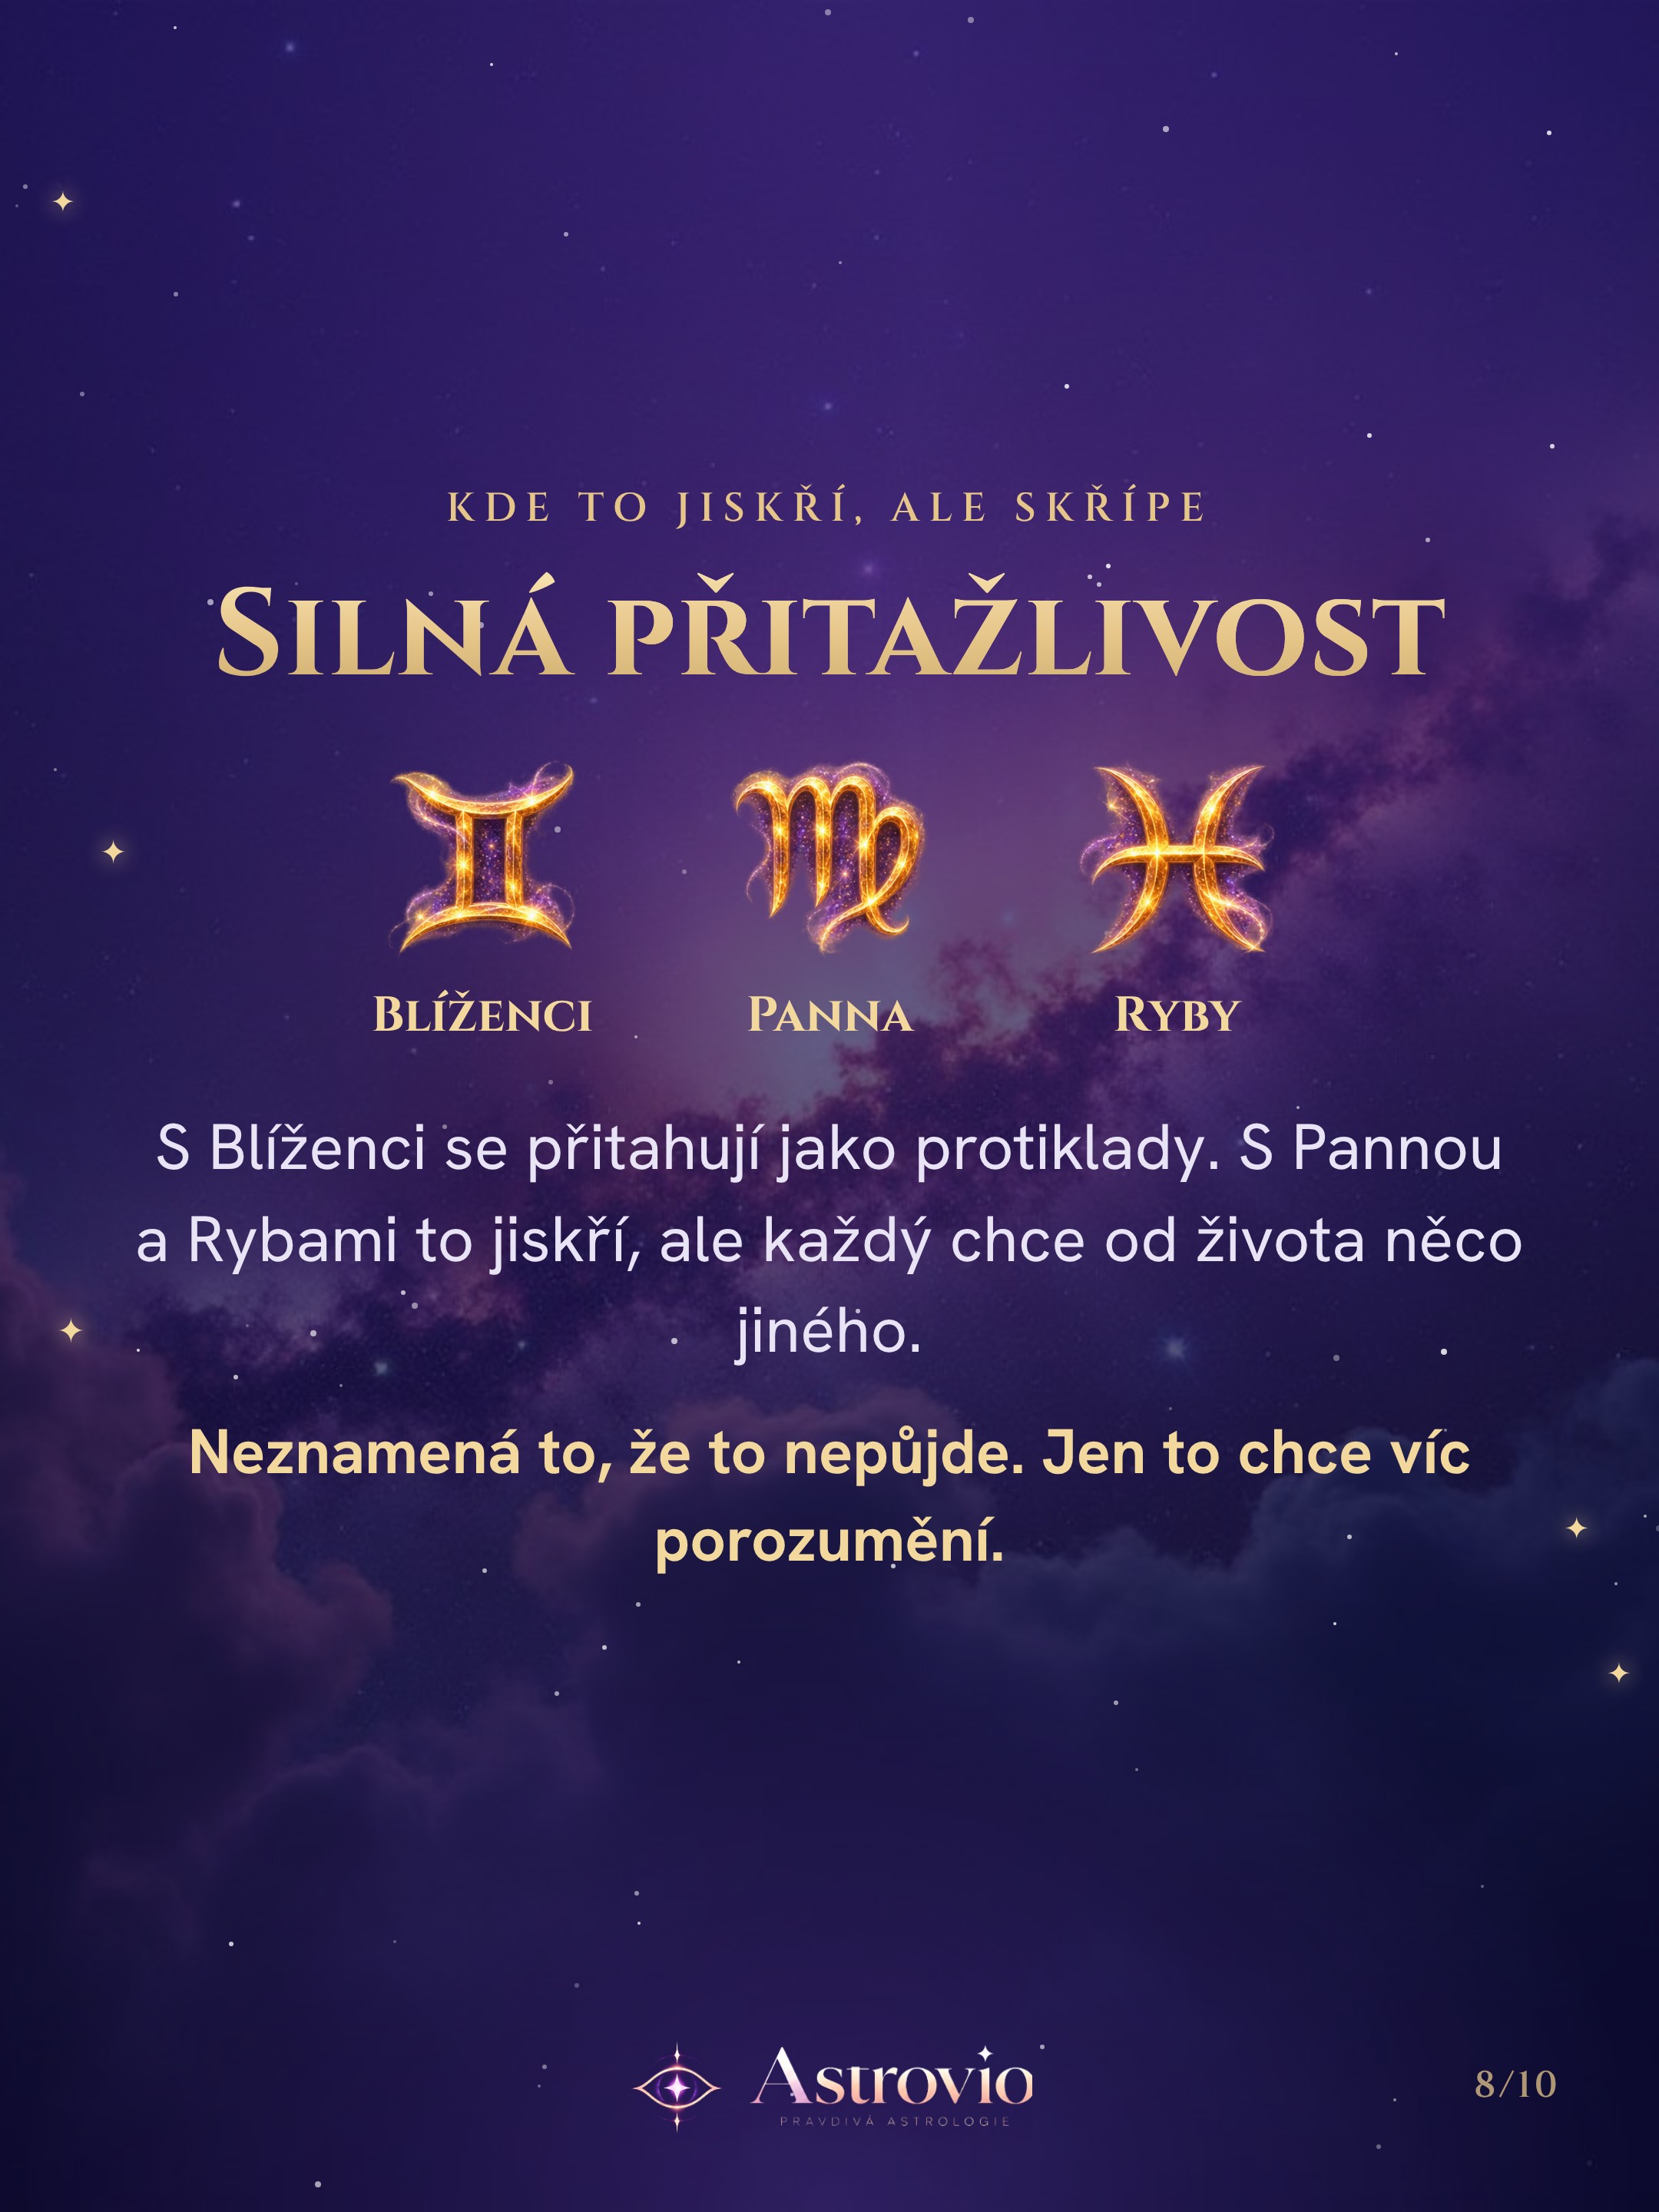 KDE TO JISKŘÍ, ALE SKŘÍPE
SILNÁ PŘITAŽLIVOST
BLÍŽENCI
PANNA
RYBY
S Blíženci se přitahují jako protiklady. S Pannou
a Rybami to jiskří, ale každý chce od života něco
jiného.
Neznamená to, že to nepůjde. Jen to chce víc
porozumění.
Astrovio
PRAVDIVÁ ASTROLOGIE
8/10